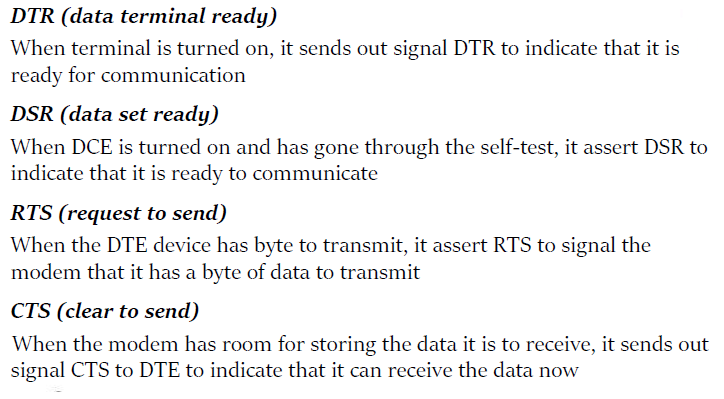 DTR (data terminal ready)
When terminal is turned on, it sends out signal DTR to indicate that it is
ready for communication
DSR (data set ready)
When DCE is turned on and has gone through the self-test, it assert DSR to
indicate that it is ready to communicate
RTS (request to send)
When the DTE device has byte to transmit, it assert RTS to signal the
modem that it has a byte of data to transmit
CTS (clear to send)
When the modem has room for storing the data it is to receive, it sends out
signal CTS to DTE to indicate that it can receive the data now